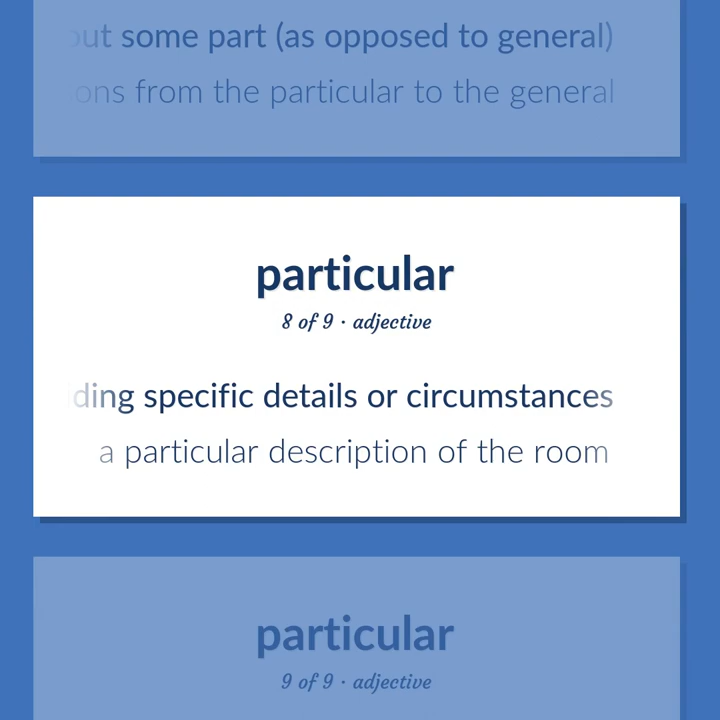 some part (as opposed to general)
from the particular to the general
particular
8 of 9 · adjective
specific details or circumstances
a particular description of the room
particular
9 of 9 · adjective